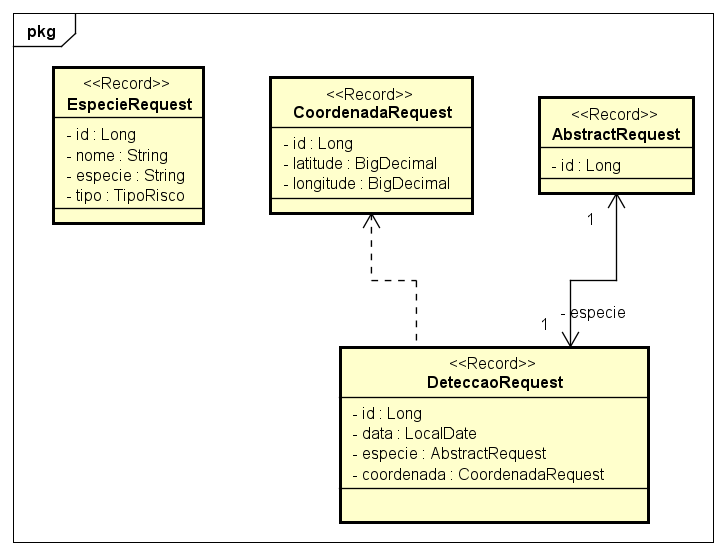 pkg
<<Record>>
EspecieRequest
- id : Long
- nome : String
- especie : String
- tipo : TipoRisco
<<Record>>
CoordenadaRequest
- id : Long
- latitude : BigDecimal
- longitude : BigDecimal
<<Record>>
AbstractRequest
- id : Long
1
- especie
1
<<Record>>
DeteccaoRequest
- id : Long
- data : LocalDate
- especie : AbstractRequest
- coordenada : CoordenadaRequest